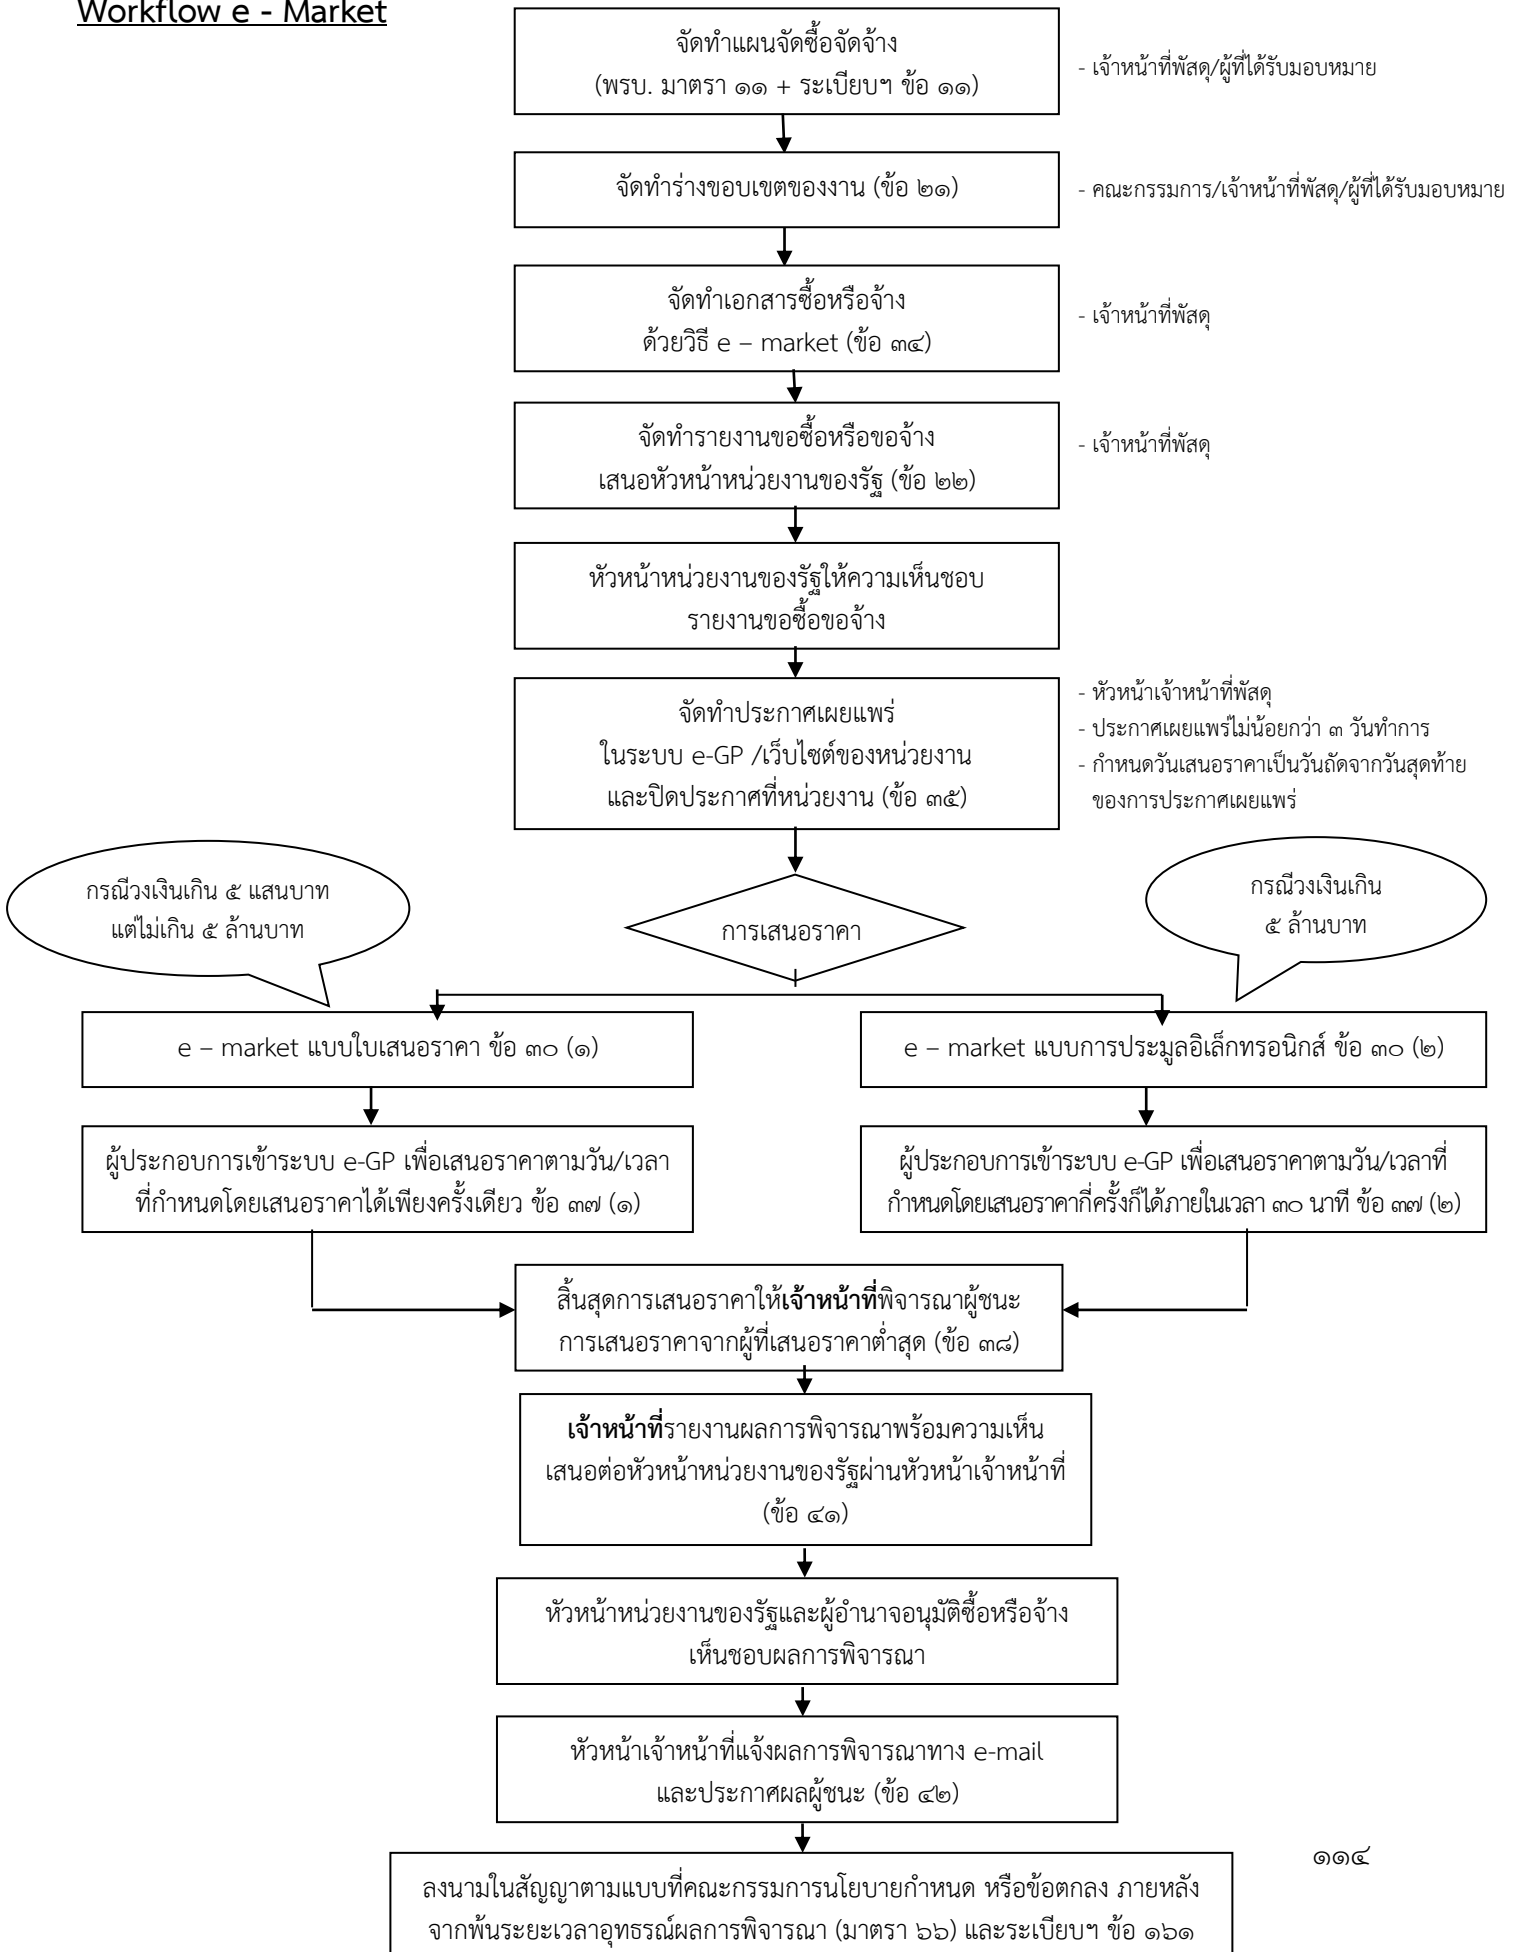 Workflow e - Market
จัดทำแผนจัดซื้อจัดจ้าง
(พรบ. มาตรา ๑๑ + ระเบียบฯ ข้อ ๑๑)
- เจ้าหน้าที่พัสดุ/ผู้ที่ได้รับมอบหมาย
จัดทำร่างขอบเขตของงาน (ข้อ ๒๑)
- คณะกรรมการ/เจ้าหน้าที่พัสดุ/ผู้ที่ได้รับมอบหมาย
จัดทำเอกสารซื้อหรือจ้าง
ด้วยวิธี e – market (ข้อ ๓๔)
- เจ้าหน้าที่พัสดุ
จัดทำรายงานขอซื้อหรือขอจ้าง
เสนอหัวหน้าหน่วยงานของรัฐ (ข้อ ๒๒)
- เจ้าหน้าที่พัสดุ
หัวหน้าหน่วยงานของรัฐให้ความเห็นชอบ
รายงานขอซื้อขอจ้าง
จัดทำประกาศเผยแพร่
ในระบบ e-GP /เว็บไซต์ของหน่วยงาน
และปิดประกาศที่หน่วยงาน (ข้อ ๓๕)
- หัวหน้าเจ้าหน้าที่พัสดุ
- ประกาศเผยแพร่ไม่น้อยกว่า ๓ วันทำการ
- กำหนดวันเสนอราคาเป็นวันถัดจากวันสุดท้าย
ของการประกาศเผยแพร่
กรณีวงเงินเกิน ๕ แสนบาท
แต่ไม่เกิน ๕ ล้านบาท
การเสนอราคา
กรณีวงเงินเกิน
๕ ล้านบาท
e – market แบบใบเสนอราคา ข้อ ๓๐ (๑)
e – market แบบการประมูลอิเล็กทรอนิกส์ ข้อ ๓๐ (๒)
ผู้ประกอบการเข้าระบบ e-GP เพื่อเสนอราคาตามวัน/เวลา
ที่กำหนดโดยเสนอราคาได้เพียงครั้งเดียว ข้อ ๓๗ (๑)
ผู้ประกอบการเข้าระบบ e-GP เพื่อเสนอราคาตามวัน/เวลาที่
กำหนดโดยเสนอราคากี่ครั้งก็ได้ภายในเวลา ๓๐ นาที ข้อ ๓๗ (๒)
สิ้นสุดการเสนอราคาให้เจ้าหน้าที่พิจารณาผู้ชนะ
การเสนอราคาจากผู้ที่เสนอราคาต่ำสุด (ข้อ ๓๘)
เจ้าหน้าที่รายงานผลการพิจารณาพร้อมความเห็น
เสนอต่อหัวหน้าหน่วยงานของรัฐผ่านหัวหน้าเจ้าหน้าที่
(ข้อ ๔๑)
หัวหน้าหน่วยงานของรัฐและผู้อำนาจอนุมัติซื้อหรือจ้าง
เห็นชอบผลการพิจารณา
หัวหน้าเจ้าหน้าที่แจ้งผลการพิจารณาทาง e-mail
และประกาศผลผู้ชนะ (ข้อ ๔๒)
๑๑๔
ลงนามในสัญญาตามแบบที่คณะกรรมการนโยบายกำหนด หรือข้อตกลง ภายหลัง
จากพ้นระยะเวลาอุทธรณ์ผลการพิจารณา (มาตรา ๖๖) และระเบียบฯ ข้อ ๑๖๑